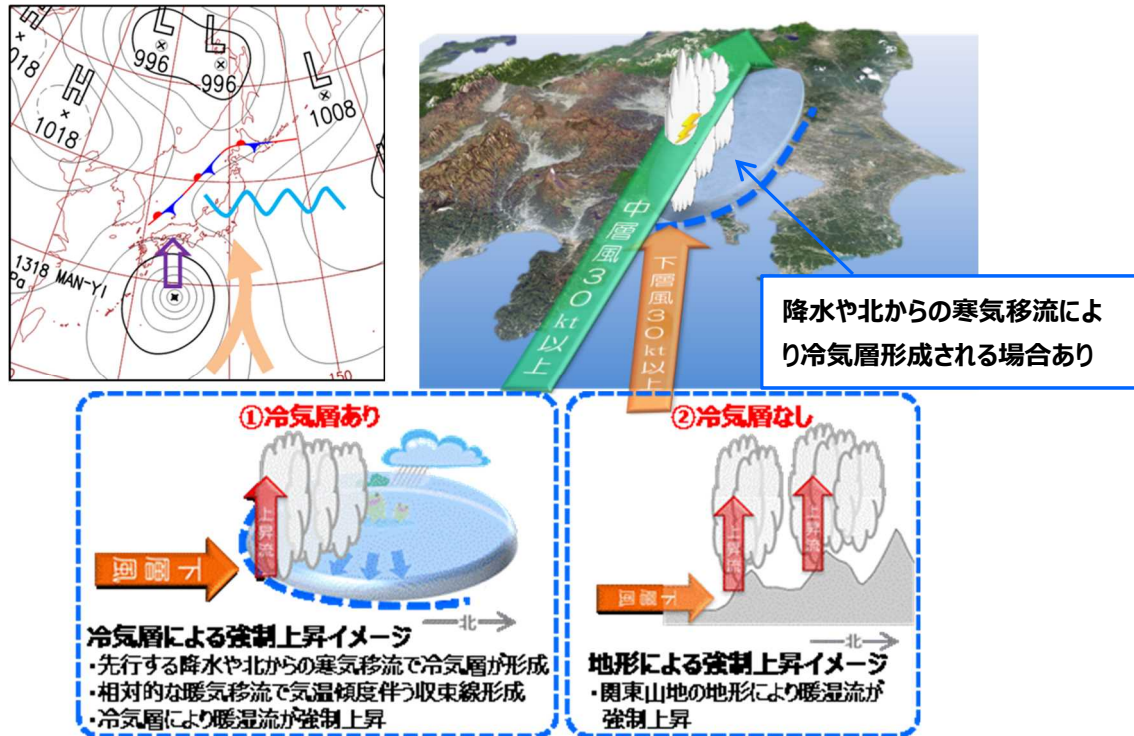 H
018
L
996
L
996
L
1008
H
1018
1318 MAN-YI
Pa
150
中層風30kt以上
下層風30kt以上
降水や北からの寒気移流によ
り冷気層形成される場合あり
①冷気層あり
上昇流
下層風
北
冷気層による強制上昇イメージ
・先行する降水や北からの寒気移流で冷気層が形成
・相対的な暖気移流で気温傾度伴う収束線形成
・冷気層により暖湿流が強制上昇
②冷気層なし
上昇流
上昇流
下層風
北
地形による強制上昇イメージ
・関東山地の地形により暖湿流が
強制上昇